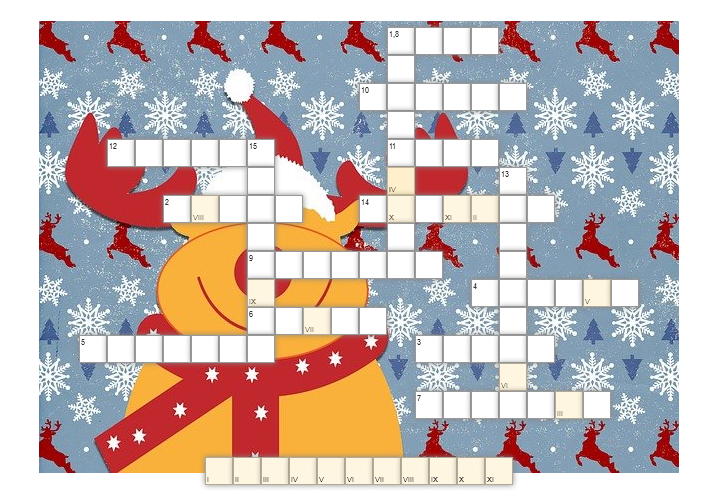 1,8
10
12 15 11
IV 13
2 VIII 14 X XI II
9
IX 4 V
6 VII
5 3
VI
7 III
I II III IV V VI VII VIII IX X XI